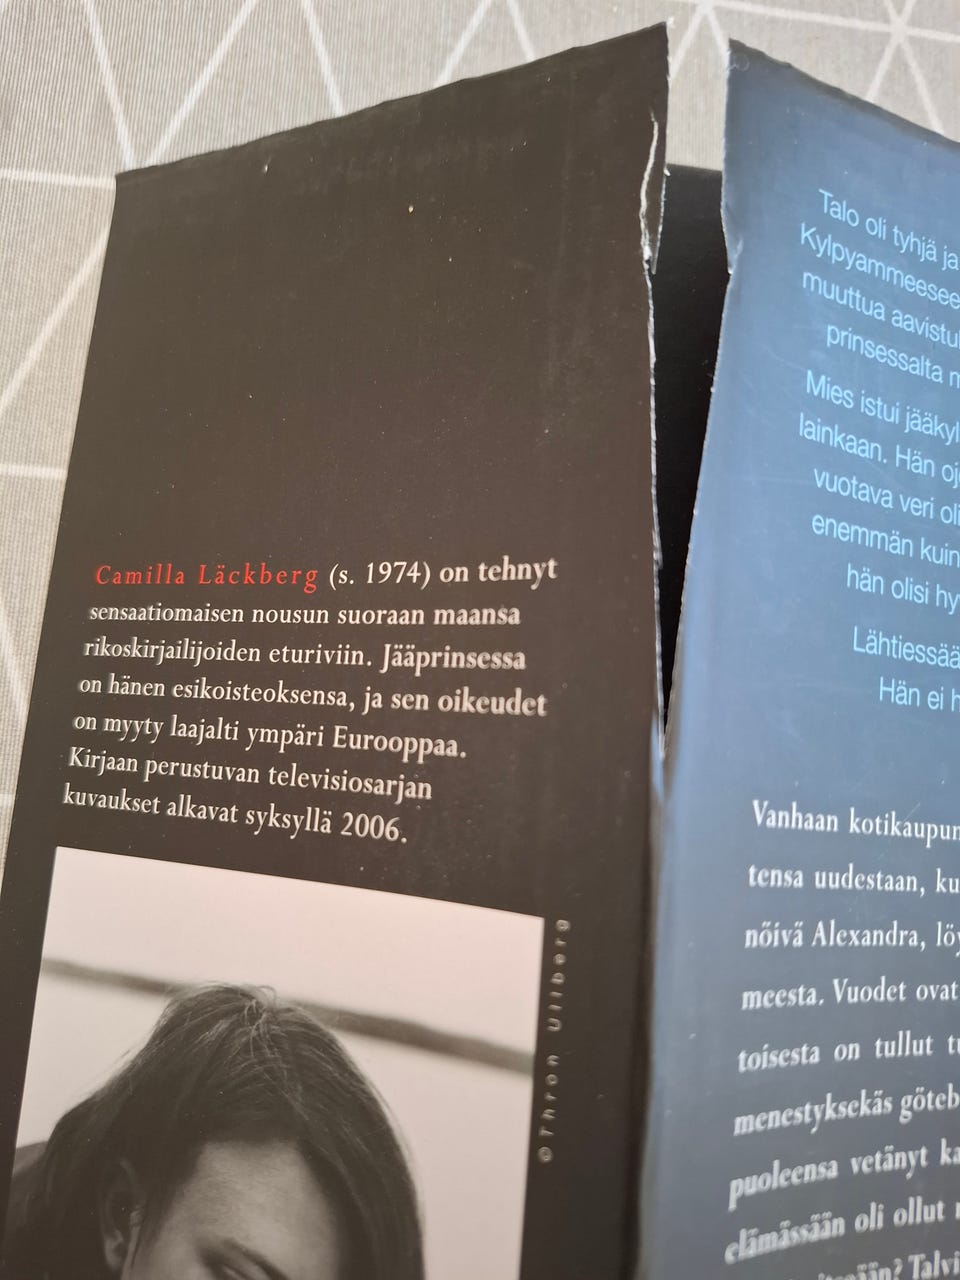 Camilla Läckberg (s. 1974) on tehnyt
sensaatiomaisen nousun suoraan maansa
rikoskirjailijoiden eturiviin. Jääprinsessa
on hänen esikoisteoksensa, ja sen oikeudet
on myyty laajalti ympäri Eurooppaa.
Kirjaan perustuvan televisiosarjan
kuvaukset alkavat syksyllä 2006.
©Thron Ullberg
Talo oli tyhjä ja
Kylpyammeesee
muuttua aavistu
prinsessalta m
Mies istui jääkyl
lainkaan. Hän oj
vuotava veri oli
enemmän kuin
hän olisi hy
Lähtiessää
Hän ei h
Vanhaan kotikaupun
tensa uudestaan, ku
nöivä Alexandra, löy
meesta. Vuodet ovat
toisesta on tullut tu
menestyksekäs göteb
puoleensa vetänyt ka
elämässään oli ollut
Talvi